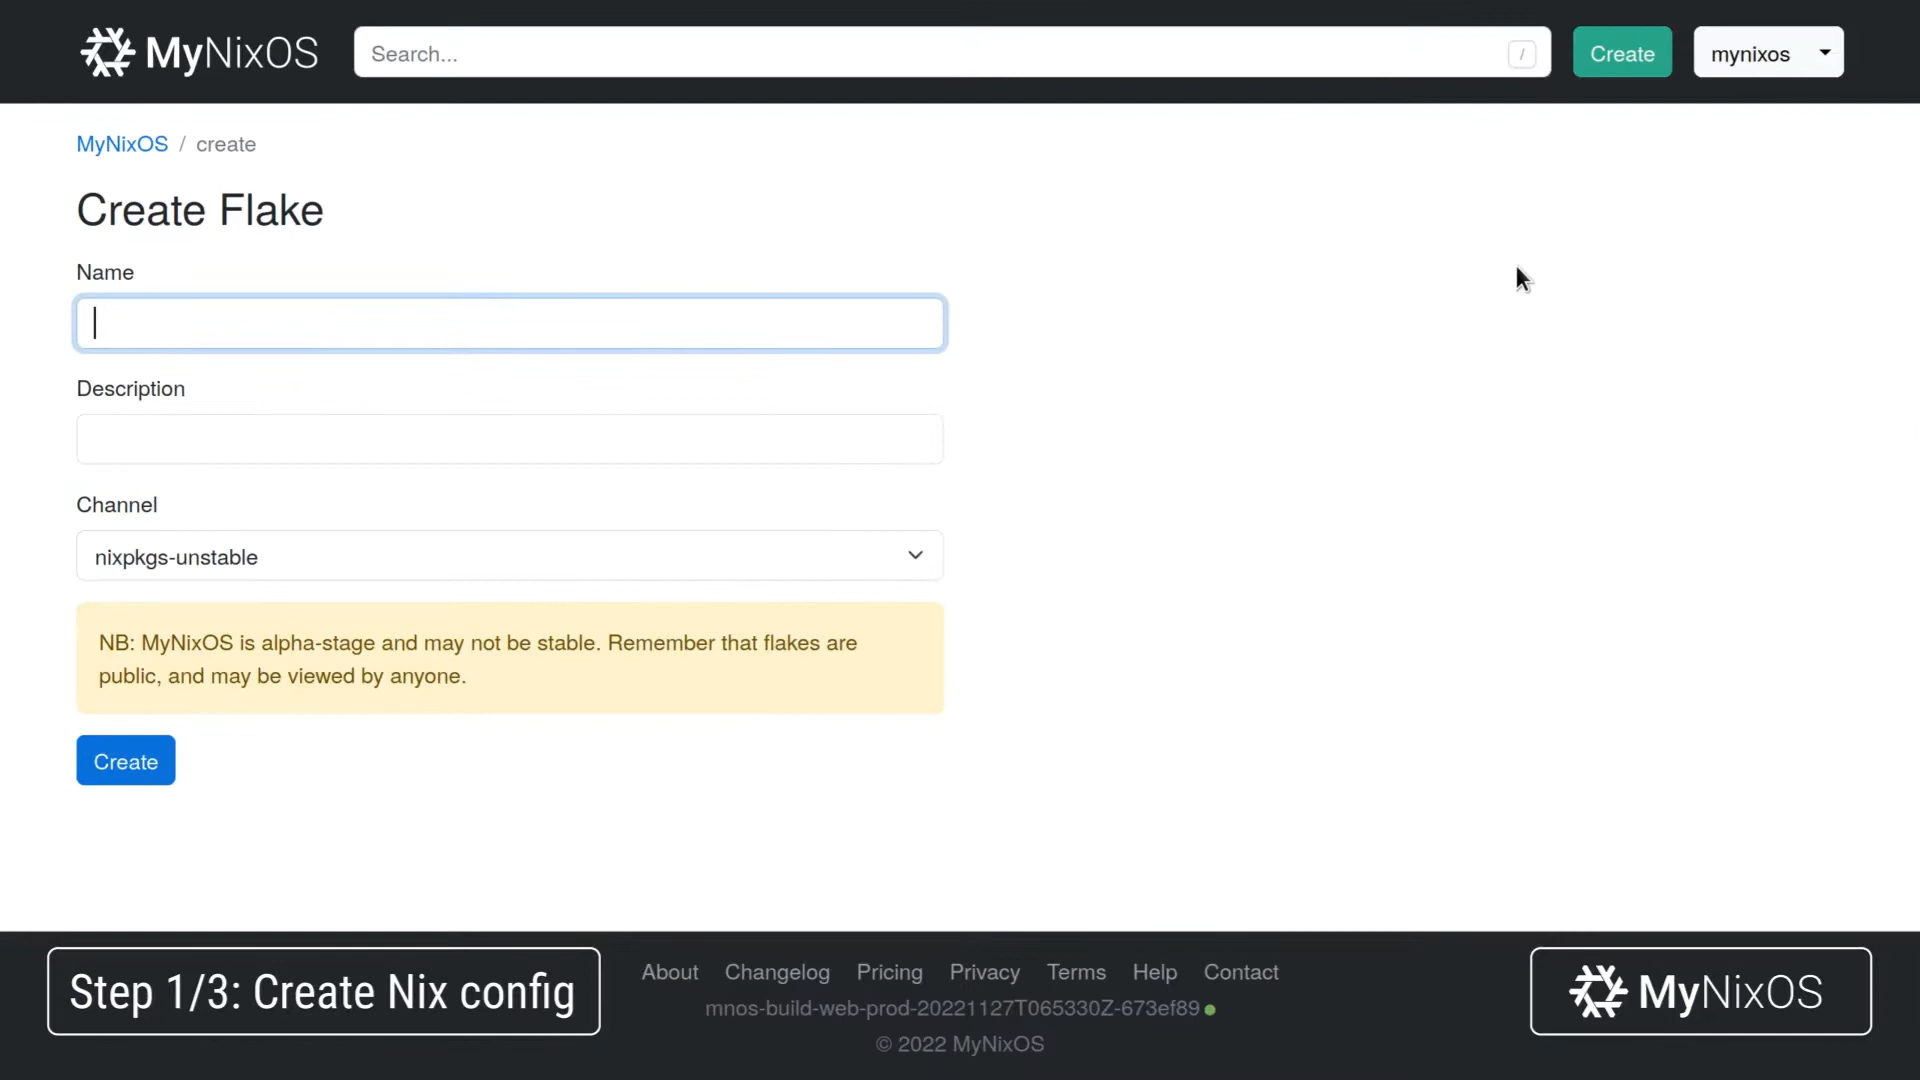 MyNixOS
Search...
/
Create
mynixos
MyNixOS / create
Create Flake
Name
Description
Channel
nixpkgs-unstable
NB: MyNixOS is alpha-stage and may not be stable. Remember that flakes are
public, and may be viewed by anyone.
Create
Step 1/3: Create Nix config
About Changelog Pricing Privacy Terms Help Contact
mnos-build-web-prod-20221127T065330Z-673ef89
© 2022 MyNixOS
MyNixOS